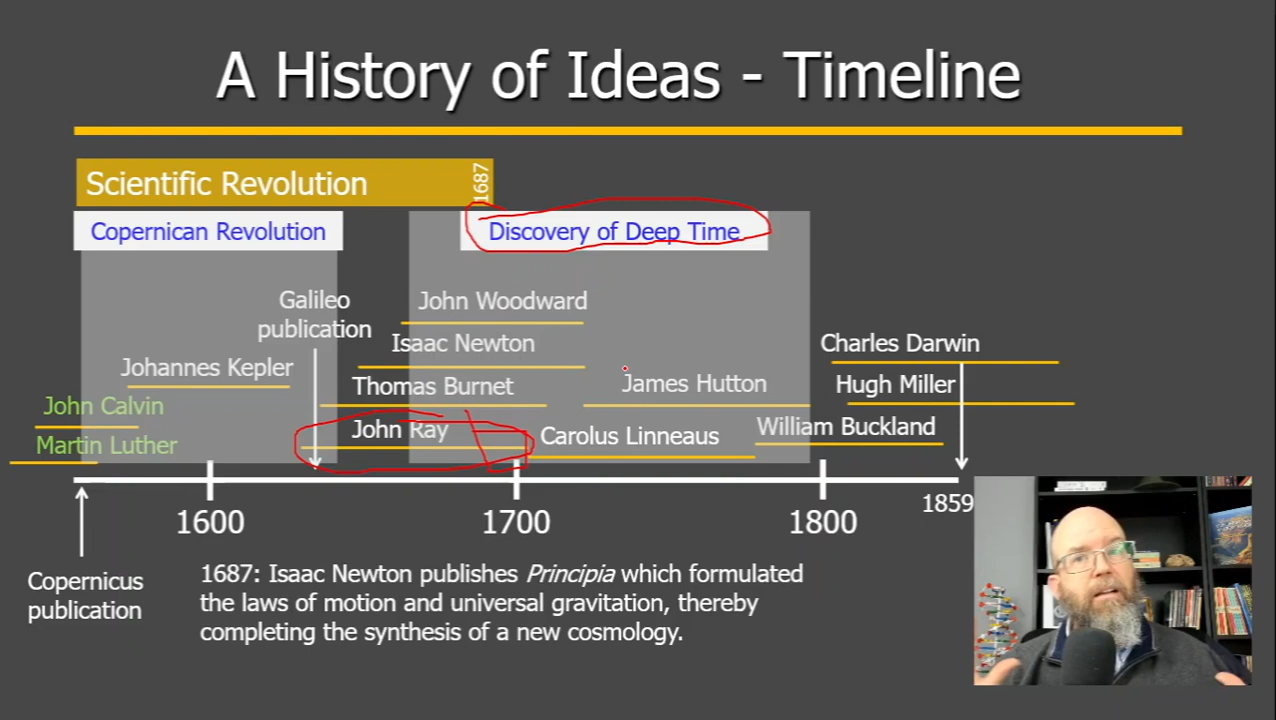 A History of Ideas - Timeline
Scientific Revolution
1687
Copernican Revolution
Discovery of Deep Time
Galileo
publication
John Woodward
Isaac Newton
Charles Darwin
Johannes Kepler
Thomas Burnet
James Hutton
Hugh Miller
John Calvin
John Ray
Carolus Linneaus
William Buckland
Martin Luther
1600
1700
1800
1859
Copernicus
publication
1687: Isaac Newton publishes Principia which formulated
the laws of motion and universal gravitation, thereby
completing the synthesis of a new cosmology.